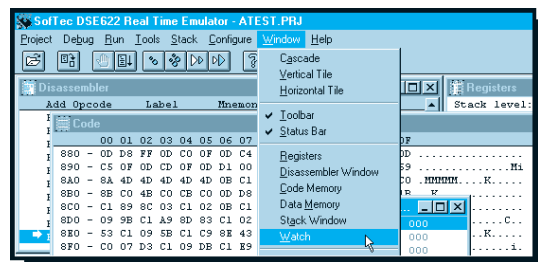 SofTec DSE622 Real Time Emulator - ATEST.PRJ
Project Debug Run Tools Stack Configure Window Help
Disassembler
Registers
Add Opcode Label Mnemon
Stack level:
Code
00 01 02 03 04 05 06 07
0F
880 - 0D D8 FF 0D C0 0F 0D C4
0D
890 - C5 0F 0D CD 0F 0D D1 00
59 Mi
8A0 - 8A 4D 4D 4D 4D 4D 0B C1
C0 .MMMMM....K.....
8B0 - 8B C0 4B C0 CB C0 0D D0
8C0 - C1 89 8C 03 C1 02 0B C1
8D0 - 09 9B C1 A9 8D 83 C1 02
8E0 - 53 C1 09 5B C1 C9 8E 43
8F0 - C0 07 D3 C1 09 DB C1 E9
Cascade
Vertical Tile
Horizontal Tile
Toolbar
Status Bar
Registers
Disassembler Window
Code Memory
Data Memory
Stack Window
Watch
000
000
000